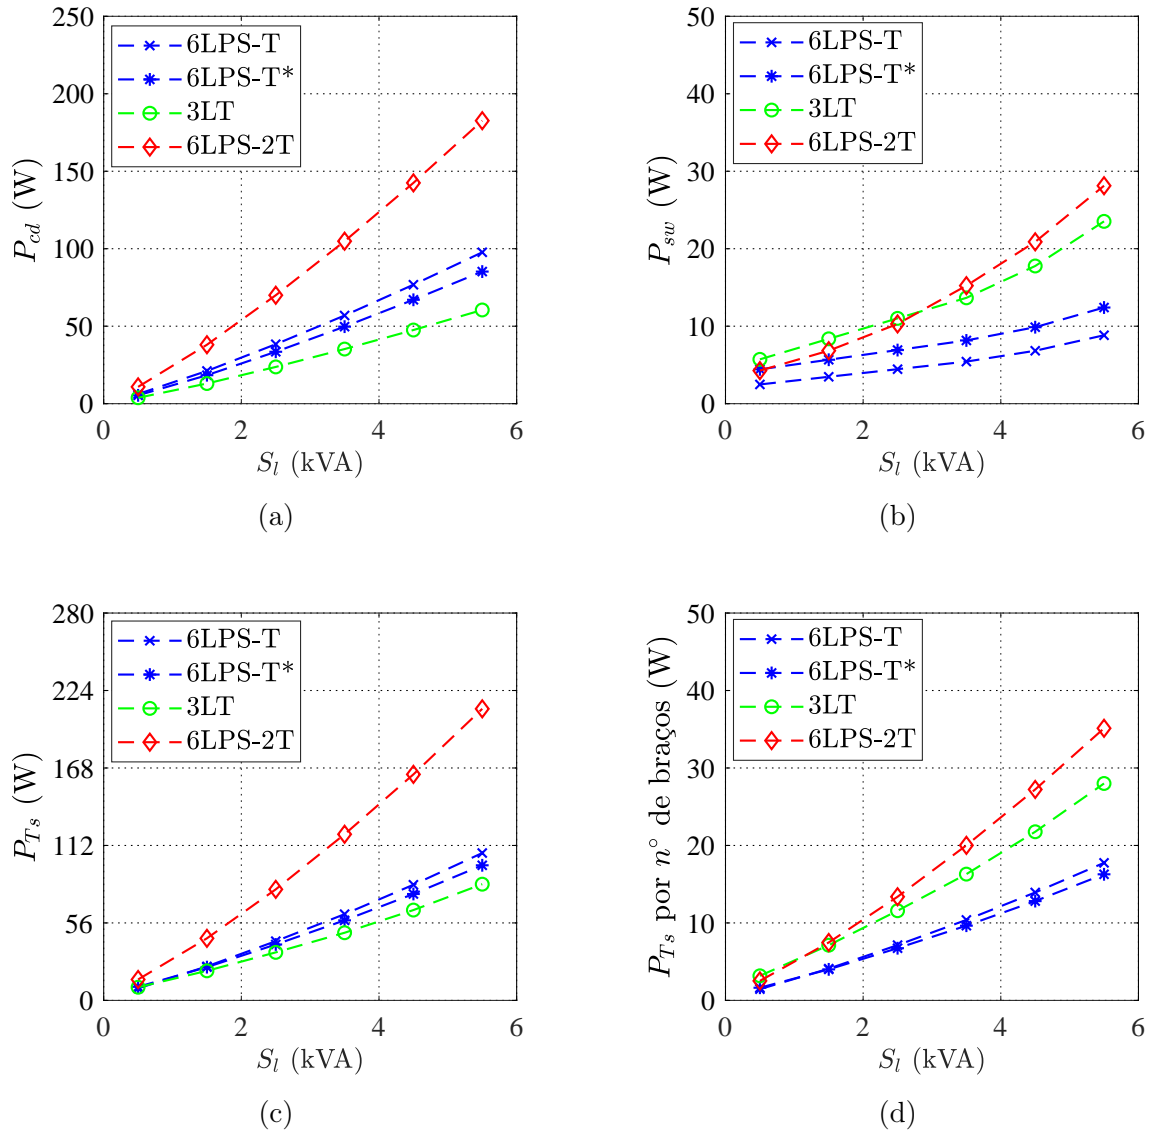 250
200
150
100
50
0
P_cd (W)
6LPS-T
6LPS-T*
3LT
6LPS-2T
0 2 4 6
S_l (kVA)
(a)
50
40
30
20
10
0
P_sw (W)
6LPS-T
6LPS-T*
3LT
6LPS-2T
0 2 4 6
S_l (kVA)
(b)
280
224
168
112
56
0
P_Ts (W)
6LPS-T
6LPS-T*
3LT
6LPS-2T
0 2 4 6
S_l (kVA)
(c)
50
40
30
20
10
0
P_Ts por n° de braços (W)
6LPS-T
6LPS-T*
3LT
6LPS-2T
0 2 4 6
S_l (kVA)
(d)